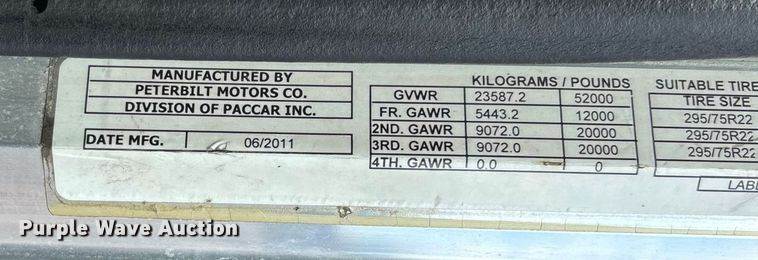 MANUFACTURED BY
PETERBILT MOTORS CO.
DIVISION OF PACCAR INC.
DATE MFG. 06/2011
KILOGRAMS / POUNDS
GVWR 23587.2 52000
FR. GAWR 5443.2 12000
2ND. GAWR 9072.0 20000
3RD. GAWR 9072.0 20000
4TH. GAWR 0.0 0
SUITABLE TIRE
TIRE SIZE
295/75R22
295/75R22
295/75R22
LABE
Purple Wave Auction